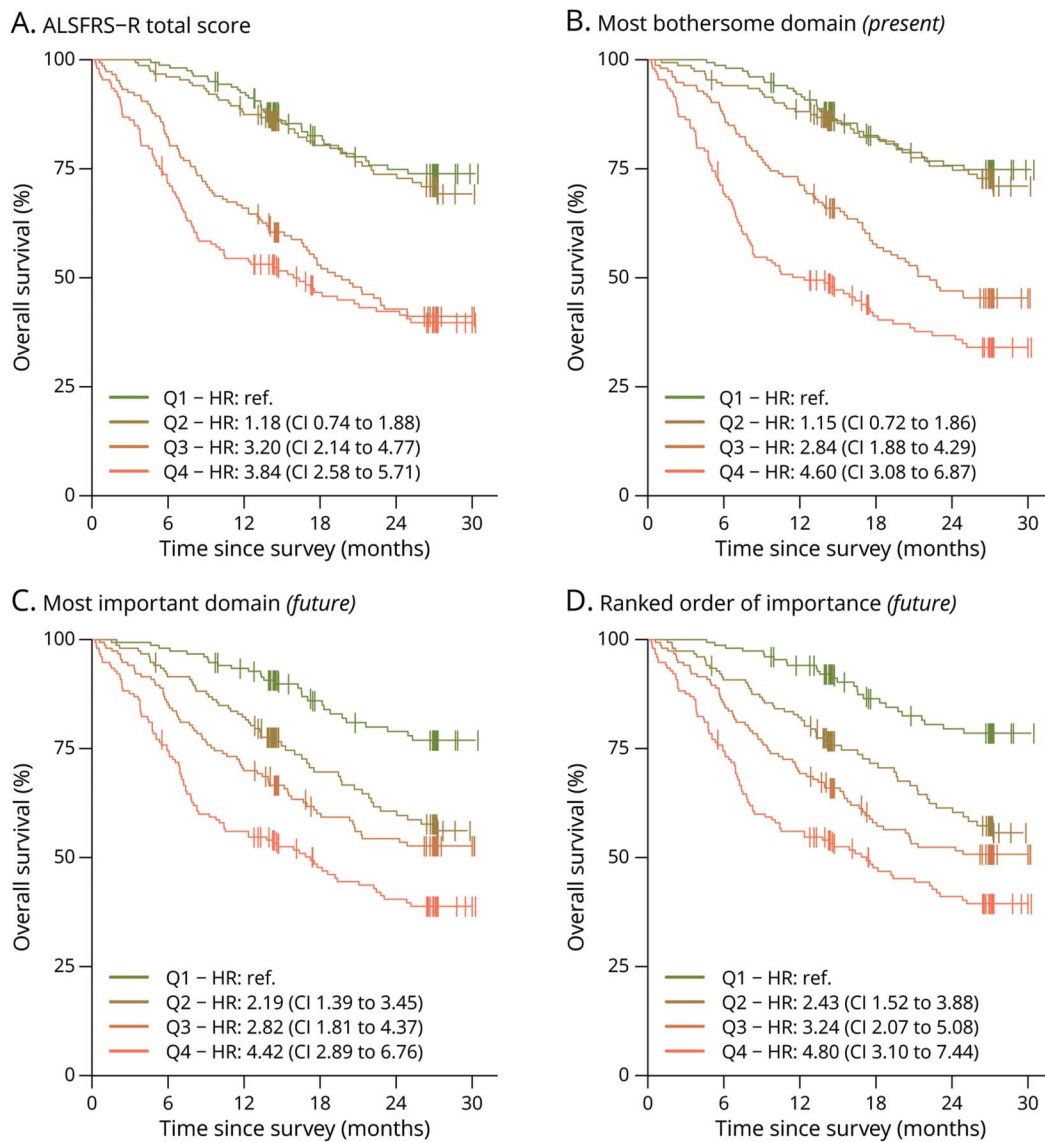 A. ALSFRS−R total score
Overall survival (%)
100
75
50
25
0
Q1 − HR: ref.
Q2 − HR: 1.18 (CI 0.74 to 1.88)
Q3 − HR: 3.20 (CI 2.14 to 4.77)
Q4 − HR: 3.84 (CI 2.58 to 5.71)
0 6 12 18 24 30
Time since survey (months)
B. Most bothersome domain (present)
Overall survival (%)
100
75
50
25
0
Q1 − HR: ref.
Q2 − HR: 1.15 (CI 0.72 to 1.86)
Q3 − HR: 2.84 (CI 1.88 to 4.29)
Q4 − HR: 4.60 (CI 3.08 to 6.87)
0 6 12 18 24 30
Time since survey (months)
C. Most important domain (future)
Overall survival (%)
100
75
50
25
0
Q1 − HR: ref.
Q2 − HR: 2.19 (CI 1.39 to 3.45)
Q3 − HR: 2.82 (CI 1.81 to 4.37)
Q4 − HR: 4.42 (CI 2.89 to 6.76)
0 6 12 18 24 30
Time since survey (months)
D. Ranked order of importance (future)
Overall survival (%)
100
75
50
25
0
Q1 − HR: ref.
Q2 − HR: 2.43 (CI 1.52 to 3.88)
Q3 − HR: 3.24 (CI 2.07 to 5.08)
Q4 − HR: 4.80 (CI 3.10 to 7.44)
0 6 12 18 24 30
Time since survey (months)